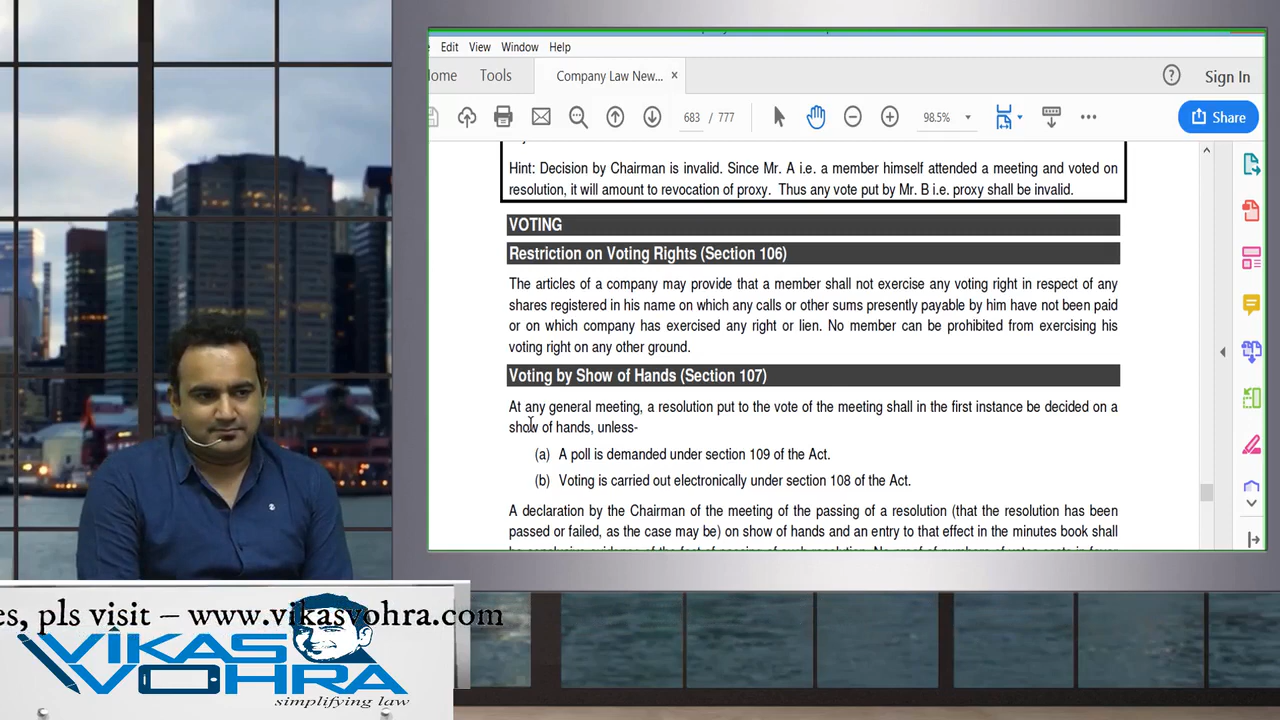 Edit View Window Help
ome Tools Company Law New... × Sign In
683 / 777 98.5% Share
Hint: Decision by Chairman is invalid. Since Mr. A i.e. a member himself attended a meeting and voted on
resolution, it will amount to revocation of proxy. Thus any vote put by Mr. B i.e. proxy shall be invalid.
VOTING
Restriction on Voting Rights (Section 106)
The articles of a company may provide that a member shall not exercise any voting right in respect of any
shares registered in his name on which any calls or other sums presently payable by him have not been paid
or on which company has exercised any right or lien. No member can be prohibited from exercising his
voting right on any other ground.
Voting by Show of Hands (Section 107)
At any general meeting, a resolution put to the vote of the meeting shall in the first instance be decided on a
show of hands, unless-
(a) A poll is demanded under section 109 of the Act.
(b) Voting is carried out electronically under section 108 of the Act.
A declaration by the Chairman of the meeting of the passing of a resolution (that the resolution has been
passed or failed, as the case may be) on show of hands and an entry to that effect in the minutes book shall
es, pls visit – www.vikasvohra.com
VIKAS
VOHRA
simplifying law